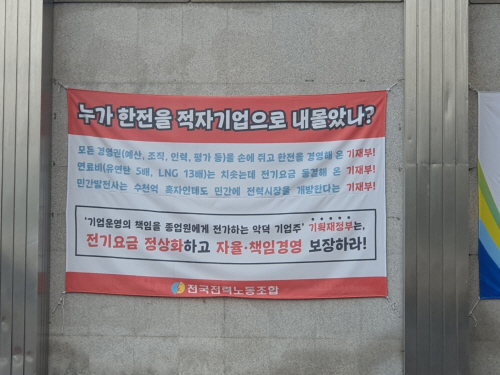 누가 한전을 적자기업으로 내몰았나?
모든 경영권(예산, 조직, 인력, 평가 등)을 손에 쥐고 한전을 경영해 온 기재부!
연료비(유연탄 5배, LNG 13배)는 치솟는데 전기요금 동결해 온 기재부!
민간발전사는 수천억 흑자인데도 민간에 전력시장을 개방한다는 기재부!
'기업운영의 책임을 종업원에게 전가하는 악덕 기업주' 기획재정부는,
전기요금 정상화하고 자율·책임경영 보장하라!
전국전력노동조합